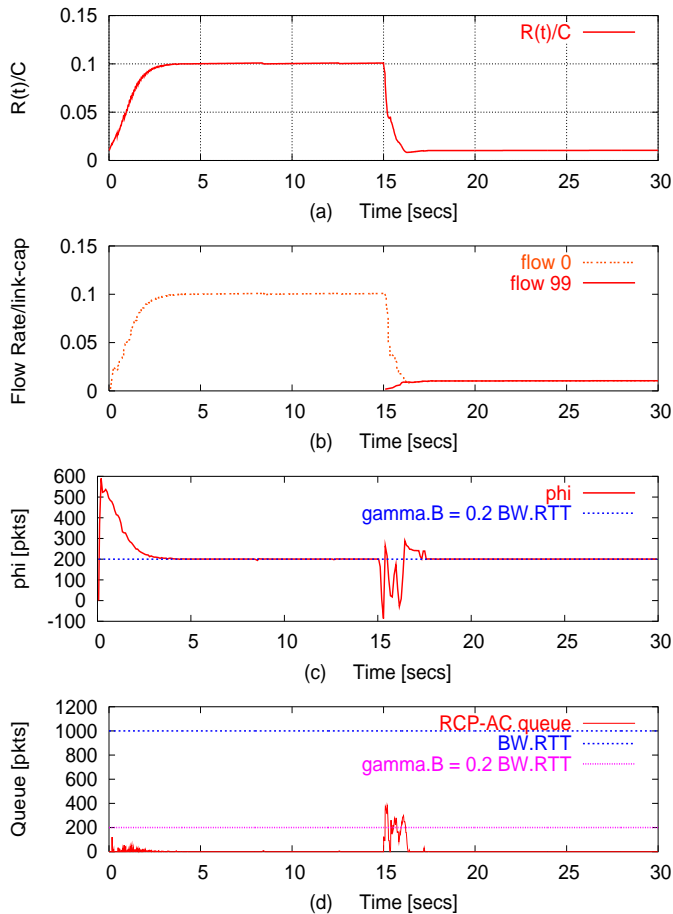 R(t)/C
R(t)/C
0.15
0.1
0.05
0
0 5 10 15 20 25 30
(a) Time [secs]
Flow Rate/link-cap
flow 0
flow 99
0.15
0.1
0.05
0
0 5 10 15 20 25 30
(b) Time [secs]
phi [pkts]
phi
gamma.B = 0.2 BW.RTT
600
500
400
300
200
100
0
-100
0 5 10 15 20 25 30
(c) Time [secs]
Queue [pkts]
RCP-AC queue
BW.RTT
gamma.B = 0.2 BW.RTT
1200
1000
800
600
400
200
0
0 5 10 15 20 25 30
(d) Time [secs]